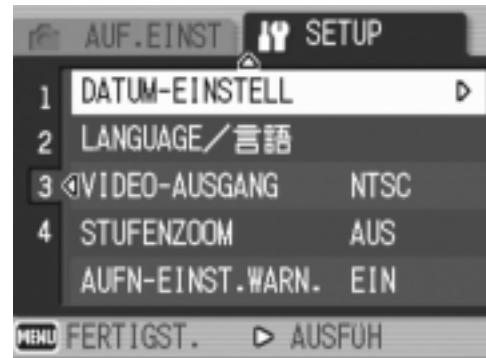 AUF.EINST SETUP
1 DATUM-EINSTELL
2 LANGUAGE/言語
3 VIDEO-AUSGANG NTSC
4 STUFENZOOM AUS
AUFN-EINST.WARN. EIN
MENU FERTIGST. AUSFÜH